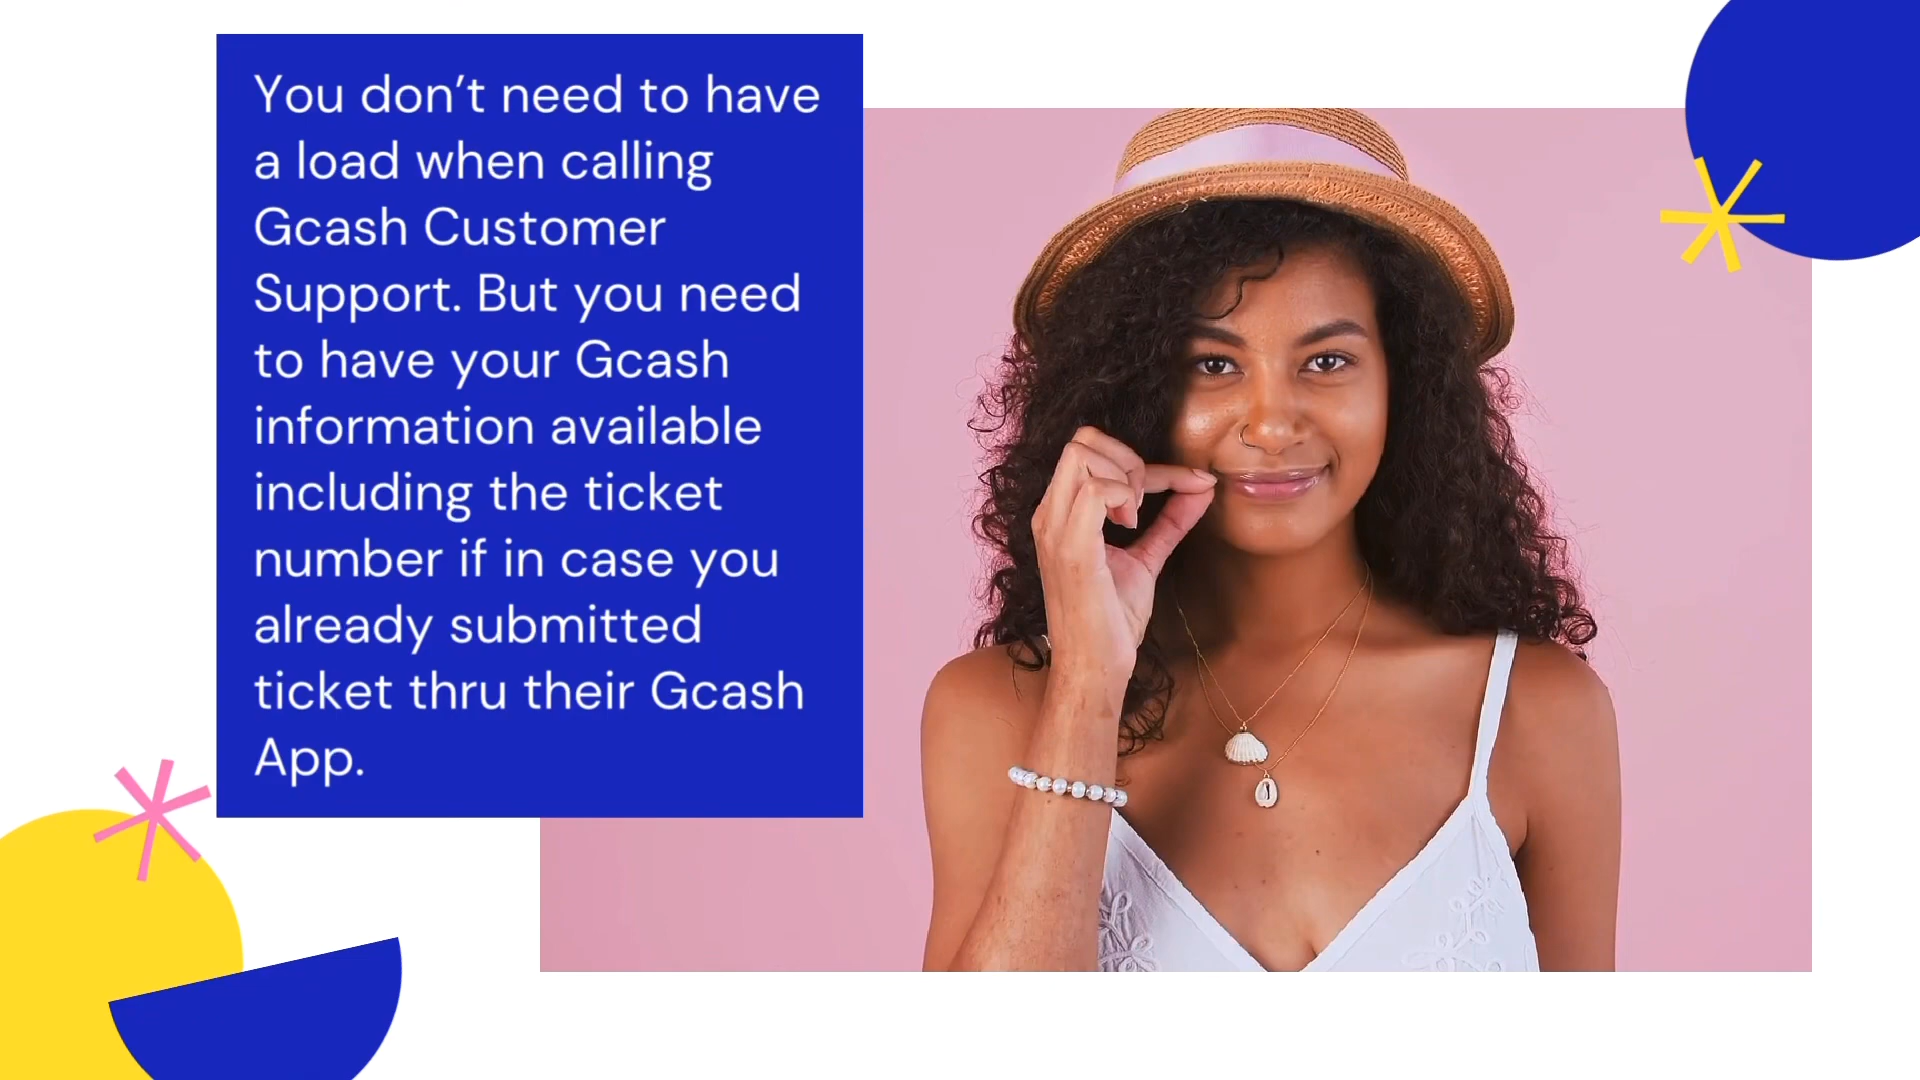 You don’t need to have
a load when calling
Gcash Customer
Support. But you need
to have your Gcash
information available
including the ticket
number if in case you
already submitted
ticket thru their Gcash
App.